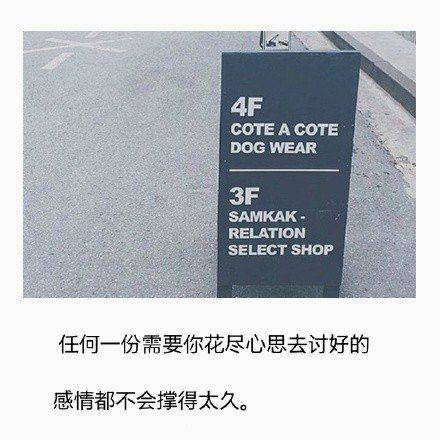 4F
COTE A COTE
DOG WEAR
3F
SAMKAK -
RELATION
SELECT SHOP
任何一份需要你花尽心思去讨好的
感情都不会撑得太久。